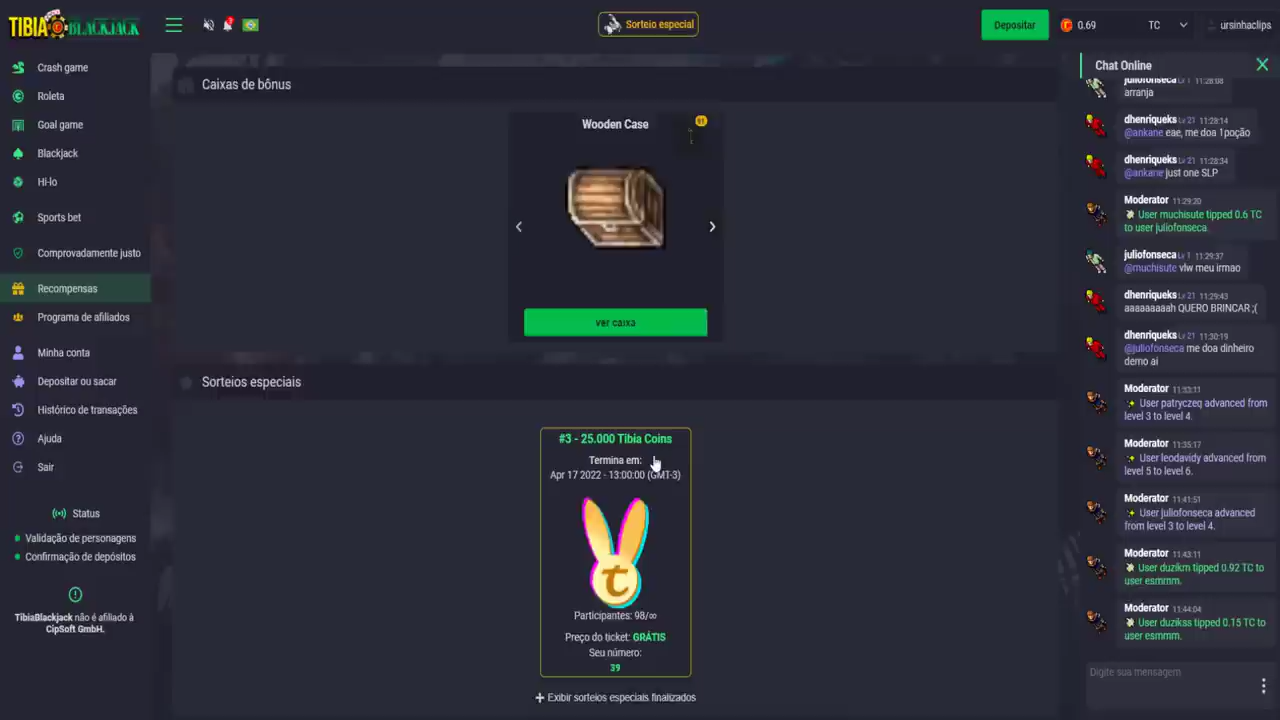 TIBIA BLACKJACK
3
Sorteio especial
Depositar
0.69
TC
ursinhaclips
Crash game
Roleta
Goal game
Blackjack
Hi-lo
Sports bet
Comprovadamente justo
Recompensas
Programa de afiliados
Minha conta
Depositar ou sacar
Histórico de transações
Ajuda
Sair
Status
Validação de personagens
Confirmação de depósitos
TibiaBlackjack não é afiliado à
CipSoft GmbH.
Caixas de bônus
Wooden Case
01
Ver caixa
Sorteios especiais
#3 - 25.000 Tibia Coins
Termina em:
Apr 17 2022 - 13:00:00 (GMT-3)
Participantes: 98/∞
Preço do ticket: GRÁTIS
Seu número:
39
+ Exibir sorteios especiais finalizados
Chat Online
juliofonseca Lv 1 11:28:08
arranja
dhenriqueks Lv 21 11:28:14
@ankane eae, me doa 1poção
dhenriqueks Lv 21 11:28:34
@ankane just one SLP
Moderator 11:29:20
User muchisute tipped 0.6 TC
to user juliofonseca.
juliofonseca Lv 1 11:29:37
@muchisute vlw meu irmao
dhenriqueks Lv 21 11:29:43
aaaaaaaaah QUERO BRINCAR ;(
dhenriqueks Lv 21 11:30:19
@juliofonseca me doa dinheiro
demo ai
Moderator 11:33:11
User patryczeq advanced from
level 3 to level 4.
Moderator 11:35:17
User leodavidy advanced from
level 5 to level 6.
Moderator 11:41:51
User juliofonseca advanced
from level 3 to level 4.
Moderator 11:43:11
User duzikm tipped 0.92 TC to
user esmmm.
Moderator 11:44:04
User duzikss tipped 0.15 TC to
user esmmm.
Digite sua mensagem